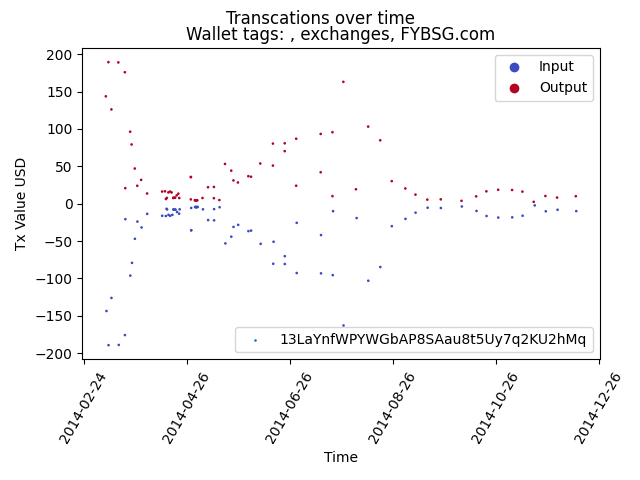 Transcations over time
Wallet tags: , exchanges, FYBSG.com
Input
Output
200
150
100
50
0
−50
−100
−150
−200
Tx Value USD
13LaYnfWPYWGbAP8SAau8t5Uy7q2KU2hMq
2014-02-24
2014-04-26
2014-06-26
2014-08-26
2014-10-26
2014-12-26
Time